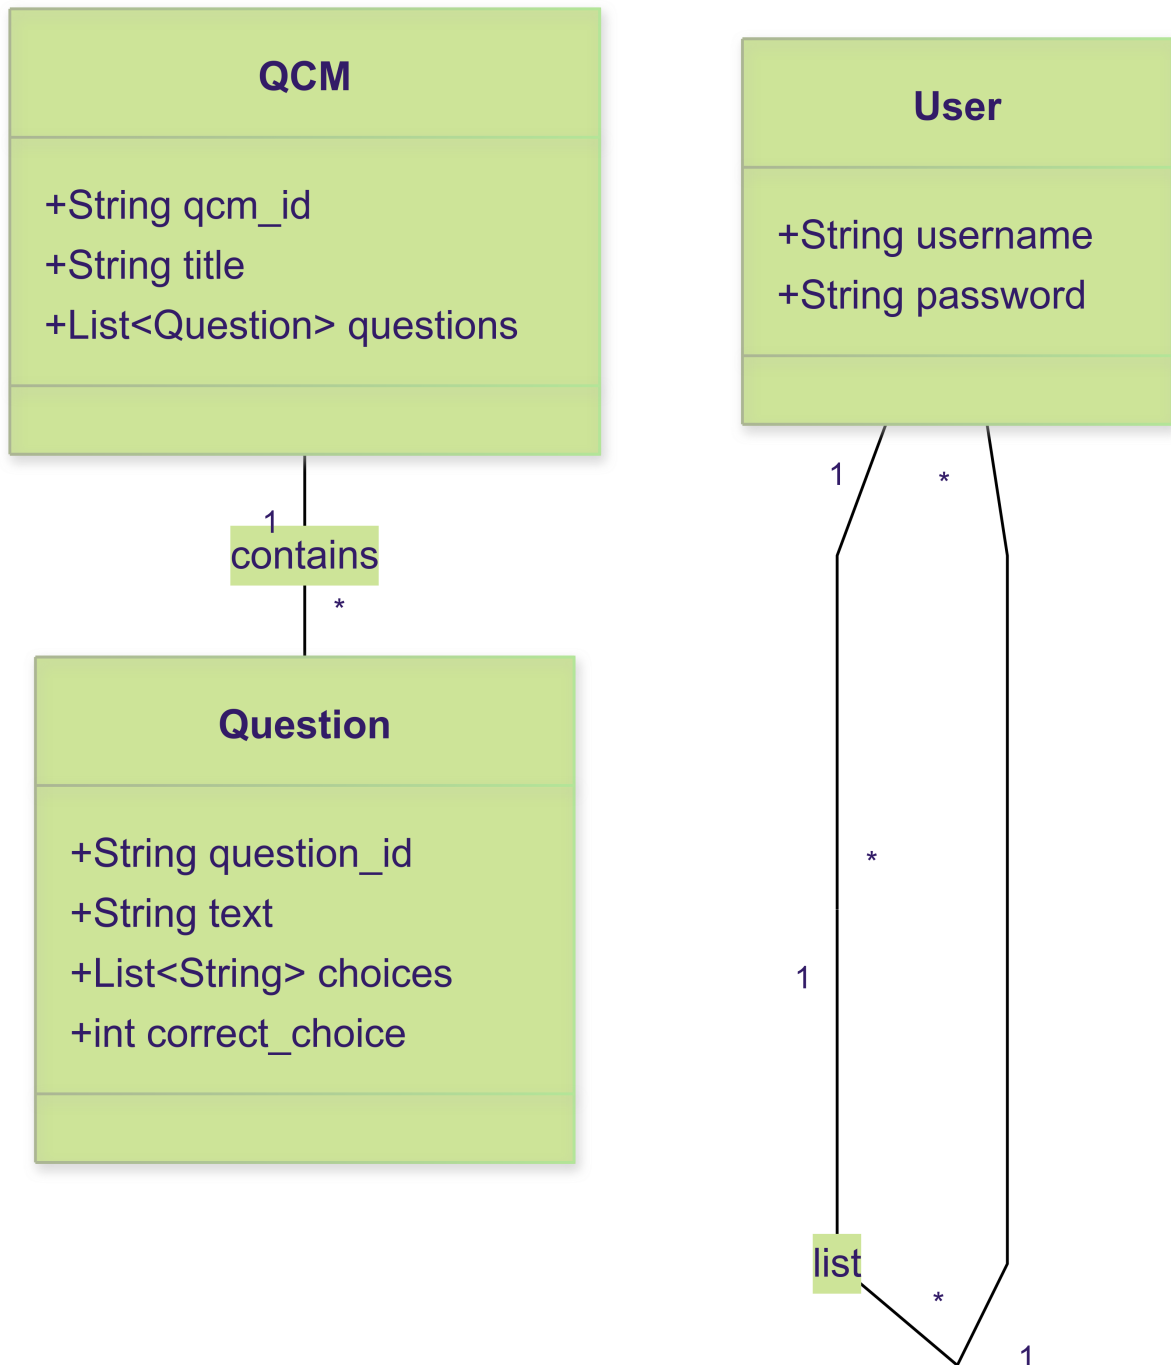 QCM
+String qcm_id
+String title
+List<Question> questions
1
contains
*
Question
+String question_id
+String text
+List<String> choices
+int correct_choice
User
+String username
+String password
1
*
*
1
list
*
1